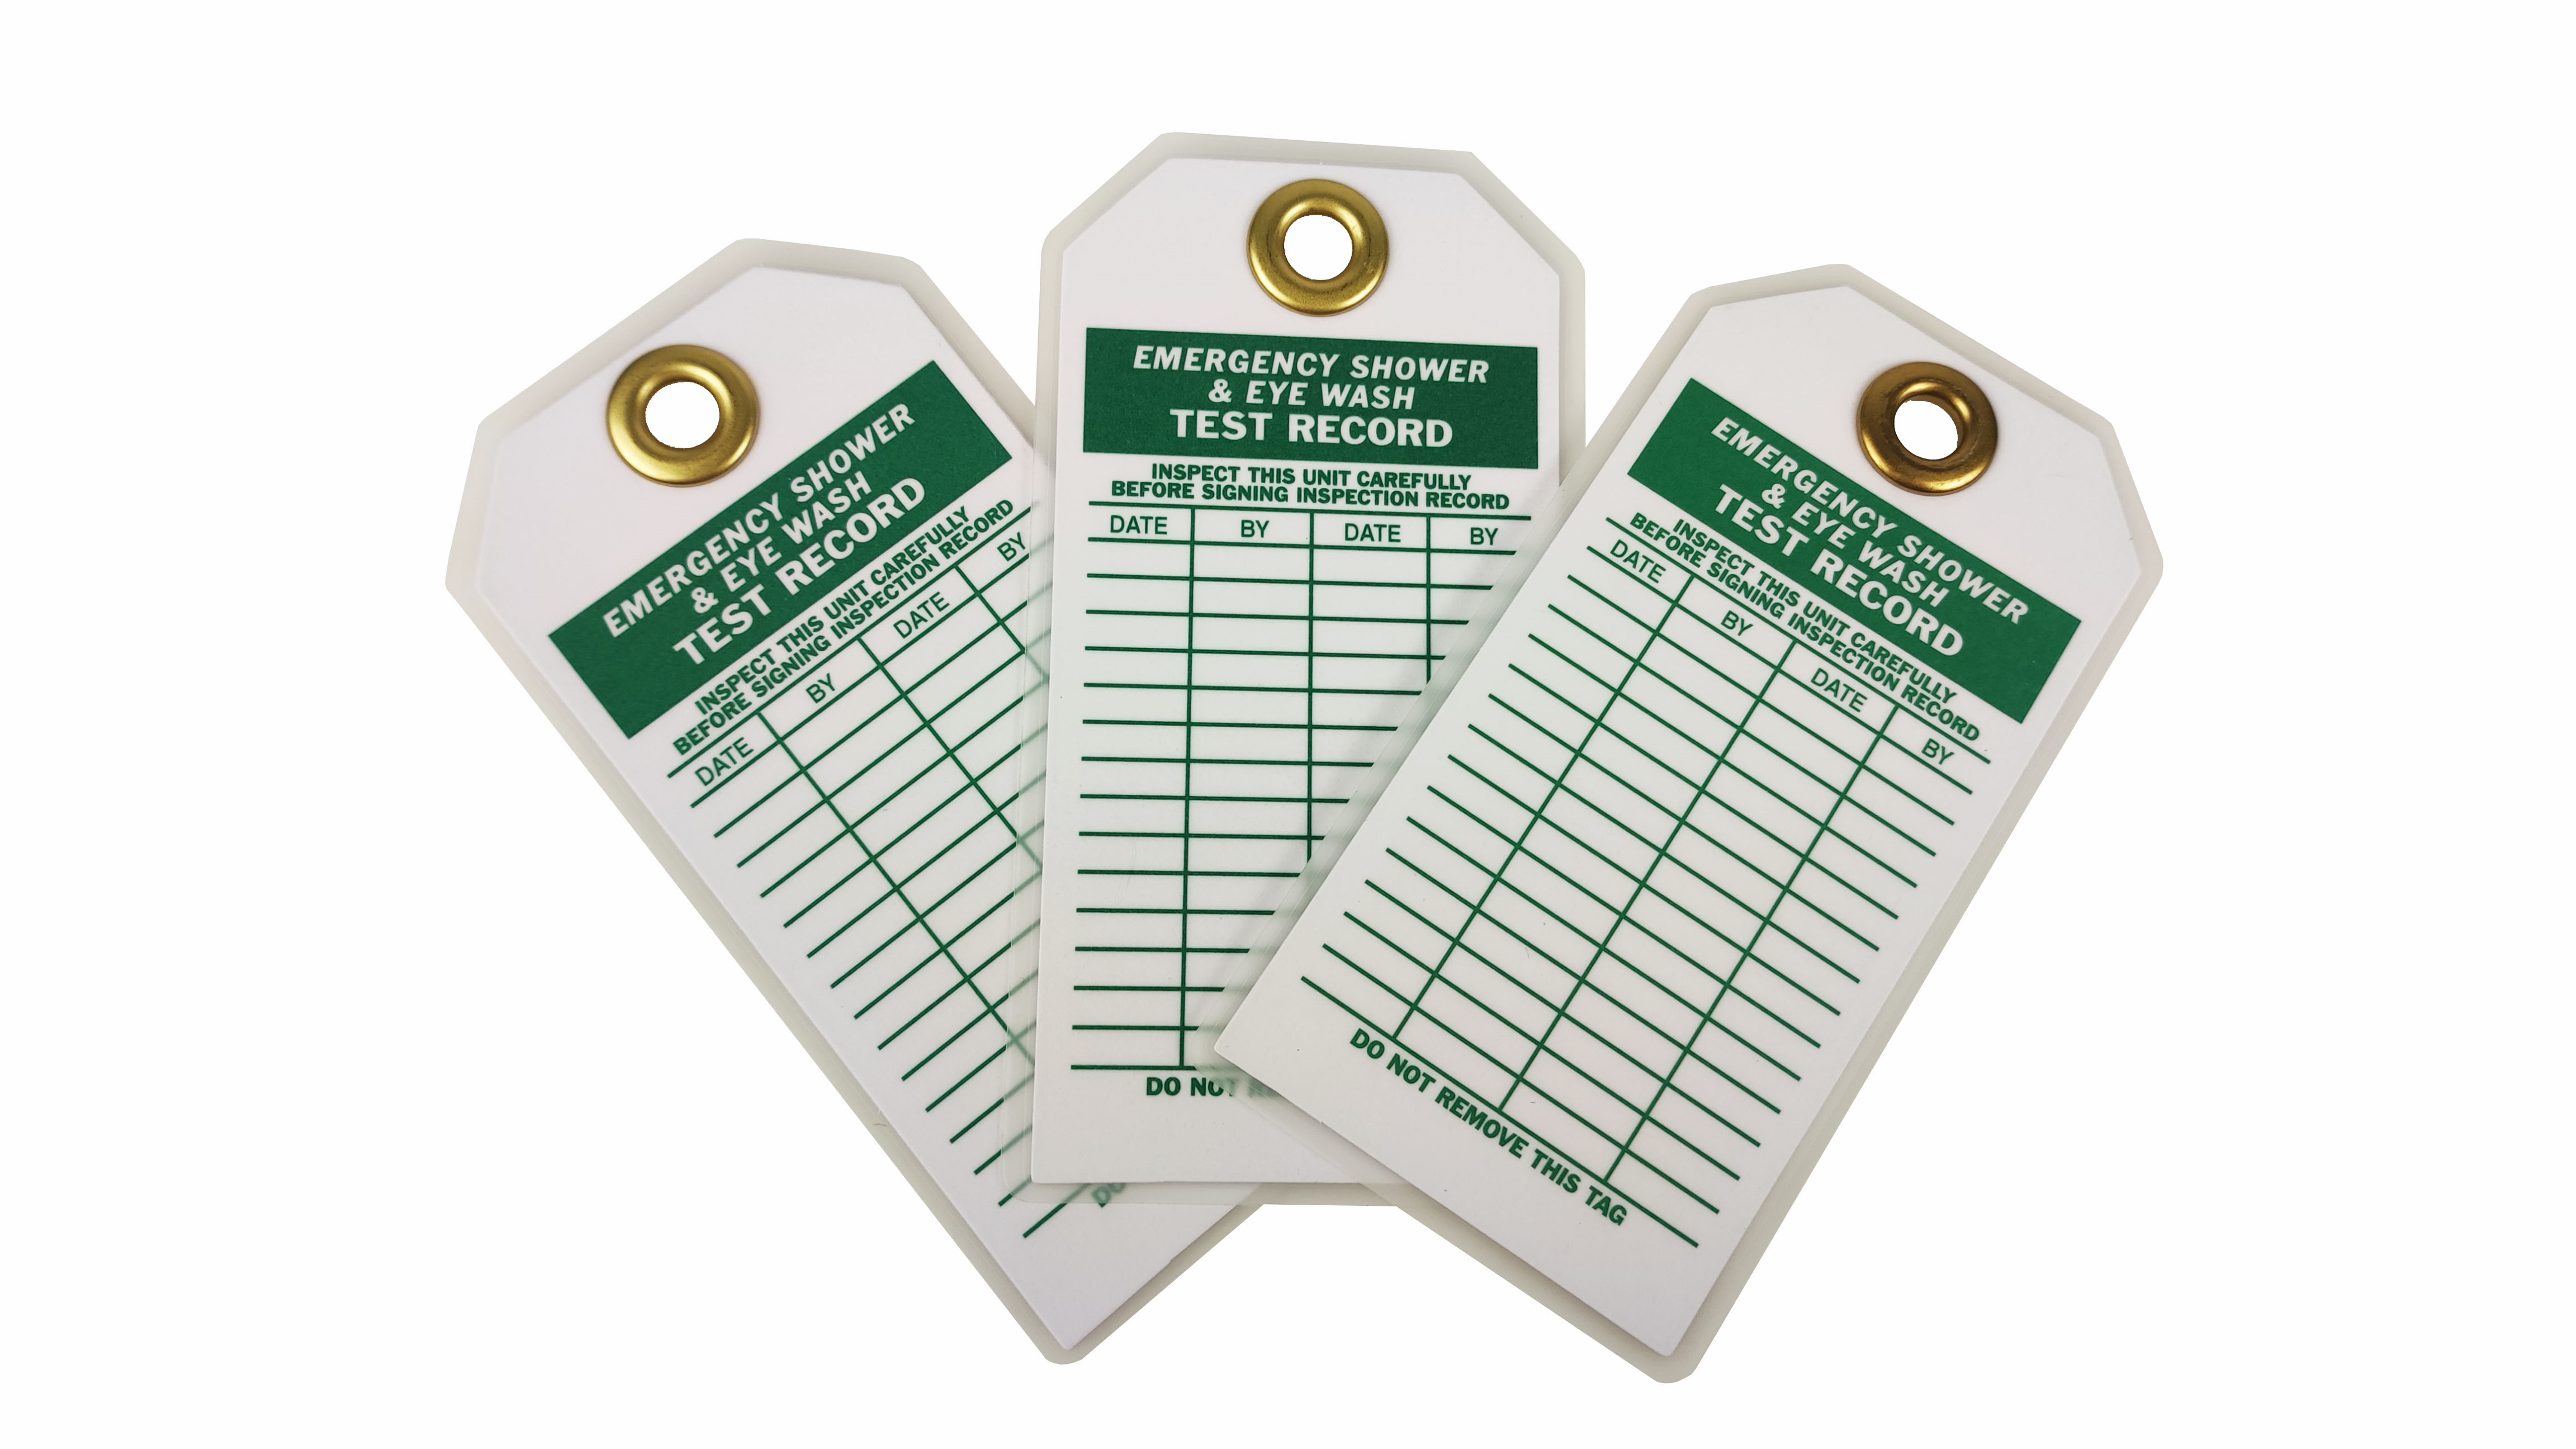 EMERGENCY SHOWER
& EYE WASH
TEST RECORD
INSPECT THIS UNIT CAREFULLY
BEFORE SIGNING INSPECTION RECORD
DATE BY DATE BY
EMERGENCY SHOWER
& EYE WASH
TEST RECORD
INSPECT THIS UNIT CAREFULLY
BEFORE SIGNING INSPECTION RECORD
DATE BY DATE BY
DO NOT
EMERGENCY SHOWER
& EYE WASH
TEST RECORD
INSPECT THIS UNIT CAREFULLY
BEFORE SIGNING INSPECTION RECORD
DATE BY DATE BY
DO NOT REMOVE THIS TAG